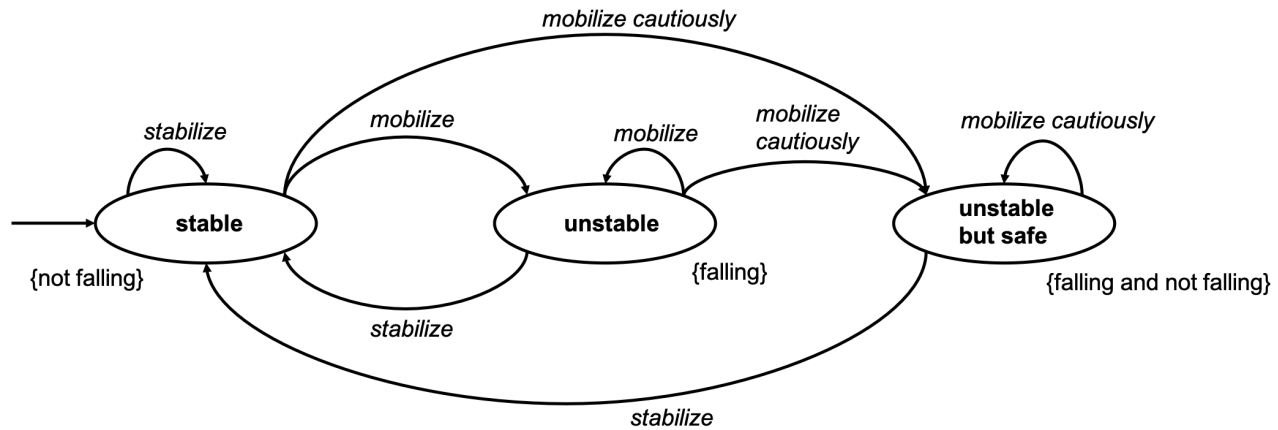 mobilize cautiously
stabilize
mobilize
mobilize
mobilize
cautiously
mobilize cautiously
stable
unstable
unstable
but safe
{not falling}
{falling}
{falling and not falling}
stabilize
stabilize